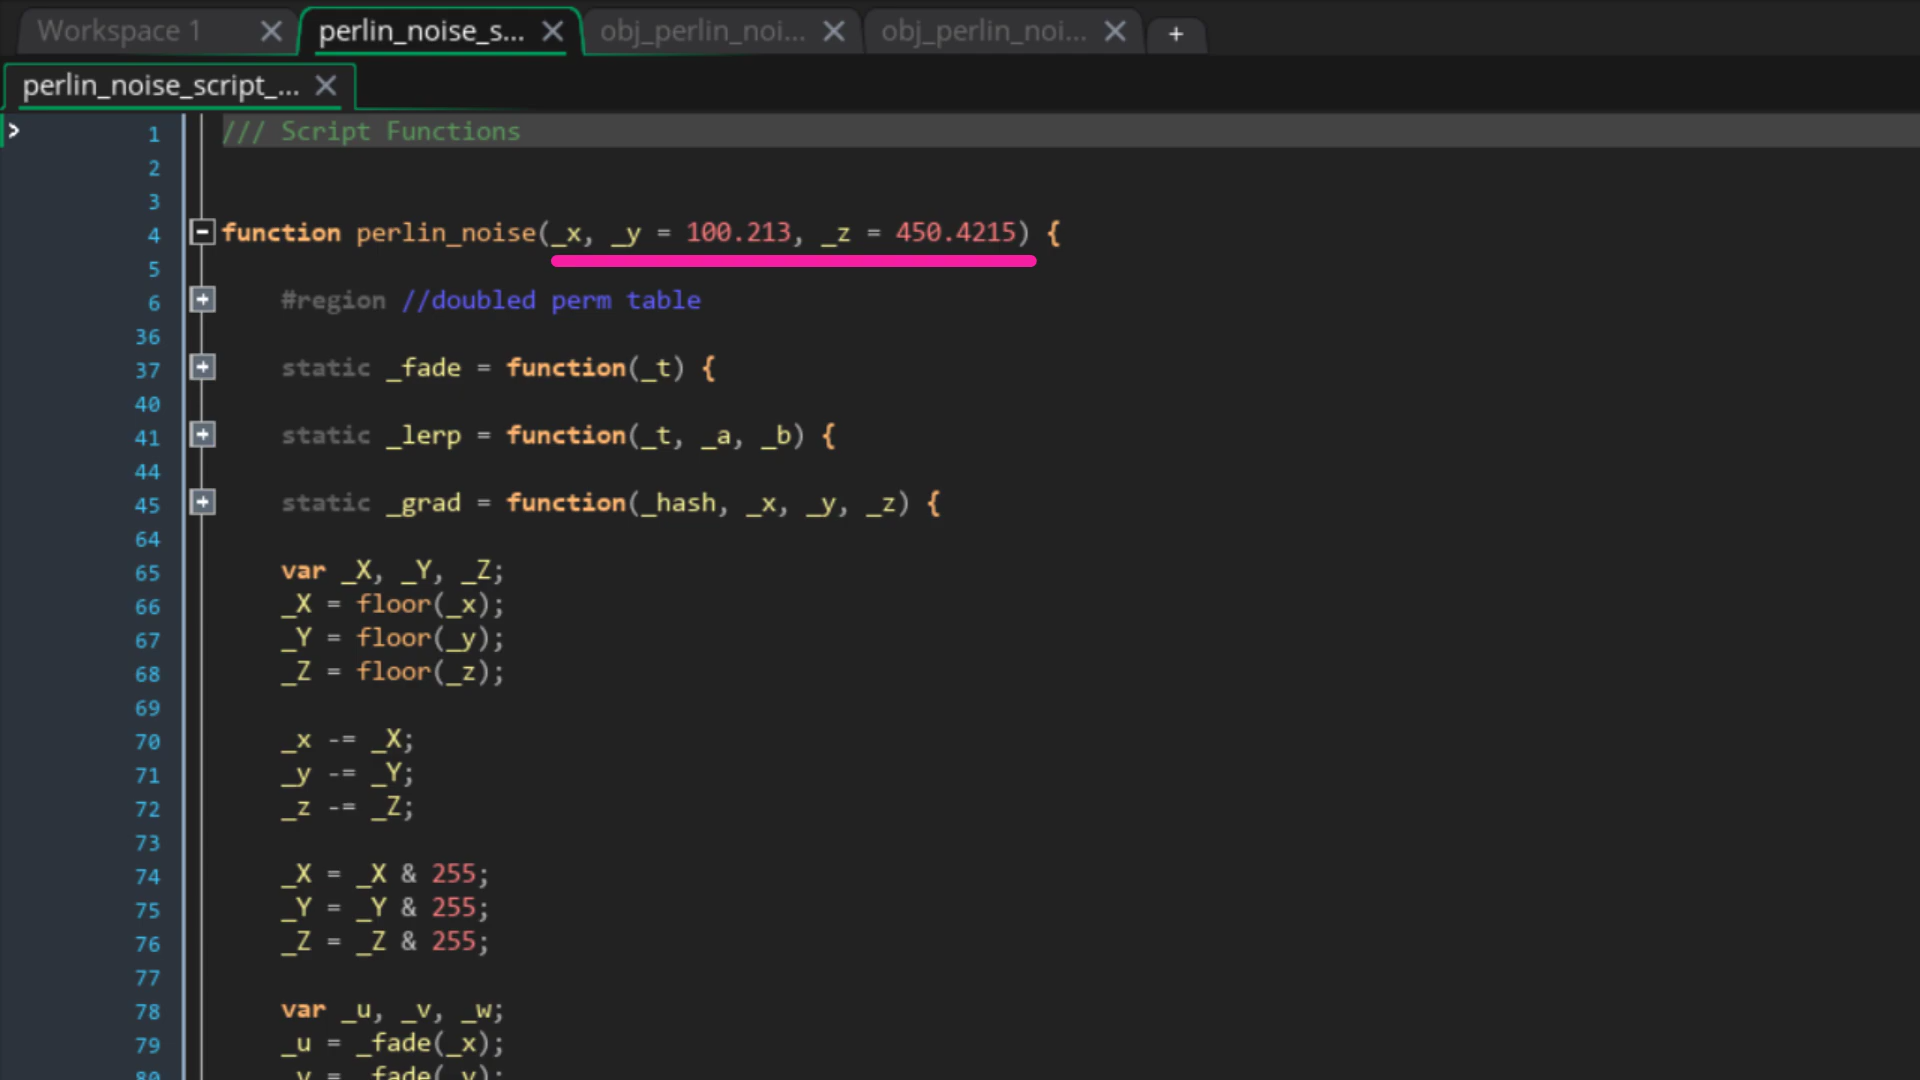 Workspace 1
perlin_noise_s...
obj_perlin_noi...
obj_perlin_noi...
+
perlin_noise_script_...
1 /// Script Functions
2
3
4 function perlin_noise(_x, _y = 100.213, _z = 450.4215) {
5
6 #region //doubled perm table
36
37 static _fade = function(_t) {
40
41 static _lerp = function(_t, _a, _b) {
44
45 static _grad = function(_hash, _x, _y, _z) {
64
65 var _X, _Y, _Z;
66 _X = floor(_x);
67 _Y = floor(_y);
68 _Z = floor(_z);
69
70 _x -= _X;
71 _y -= _Y;
72 _z -= _Z;
73
74 _X = _X & 255;
75 _Y = _Y & 255;
76 _Z = _Z & 255;
77
78 var _u, _v, _w;
79 _u = _fade(_x);
80 _v = _fade(_y);